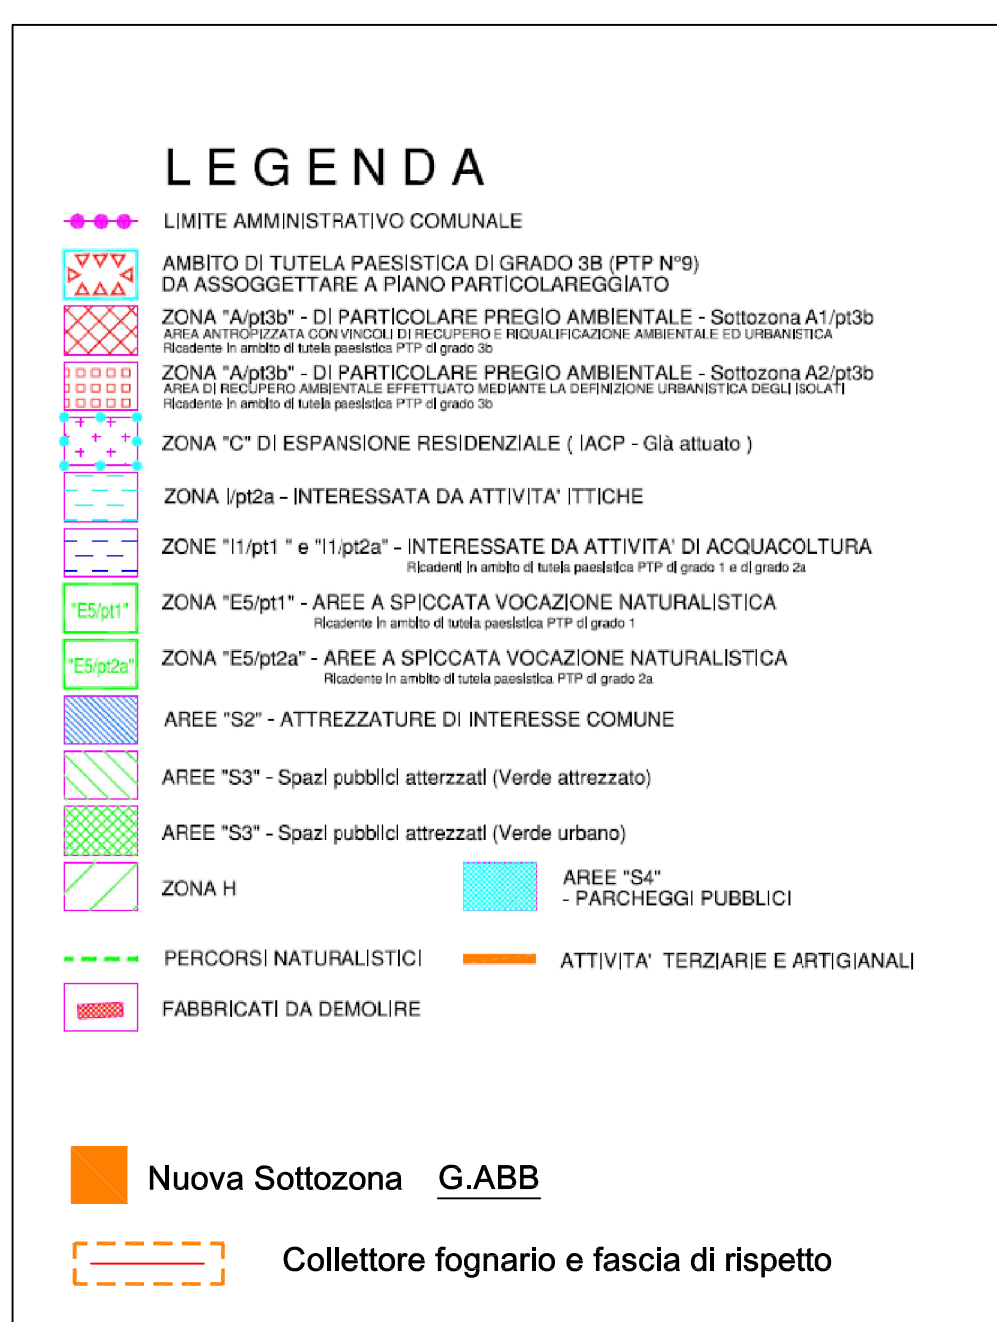 LEGENDA
LIMITE AMMINISTRATIVO COMUNALE
AMBITO DI TUTELA PAESISTICA DI GRADO 3B (PTP N°9)
DA ASSOGGETTARE A PIANO PARTICOLAREGGIATO
ZONA "A/pt3b" - DI PARTICOLARE PREGIO AMBIENTALE - Sottozona A1/pt3b
AREA ANTROPIZZATA CON VINCOLI DI RECUPERO E RIQUALIFICAZIONE AMBIENTALE ED URBANISTICA
Ricadente in ambito di tutela paesistica PTP di grado 3b
ZONA "A/pt3b" - DI PARTICOLARE PREGIO AMBIENTALE - Sottozona A2/pt3b
AREA DI RECUPERO AMBIENTALE EFFETTUATO MEDIANTE LA DEFINIZIONE URBANISTICA DEGLI ISOLATI
Ricadente in ambito di tutela paesistica PTP di grado 3b
ZONA "C" DI ESPANSIONE RESIDENZIALE ( IACP - Già attuato )
ZONA I/pt2a - INTERESSATA DA ATTIVITA' ITTICHE
ZONE "I1/pt1 " e "I1/pt2a" - INTERESSATE DA ATTIVITA' DI ACQUACOLTURA
Ricadenti in ambito di tutela paesistica PTP di grado 1 e di grado 2a
"E5/pt1" ZONA "E5/pt1" - AREE A SPICCATA VOCAZIONE NATURALISTICA
Ricadente in ambito di tutela paesistica PTP di grado 1
"E5/pt2a" ZONA "E5/pt2a" - AREE A SPICCATA VOCAZIONE NATURALISTICA
Ricadente in ambito di tutela paesistica PTP di grado 2a
AREE "S2" - ATTREZZATURE DI INTERESSE COMUNE
AREE "S3" - Spazi pubblici atterzzati (Verde attrezzato)
AREE "S3" - Spazi pubblici attrezzati (Verde urbano)
ZONA H
AREE "S4"
- PARCHEGGI PUBBLICI
PERCORSI NATURALISTICI
ATTIVITA' TERZIARIE E ARTIGIANALI
FABBRICATI DA DEMOLIRE
Nuova Sottozona G.ABB
Collettore fognario e fascia di rispetto